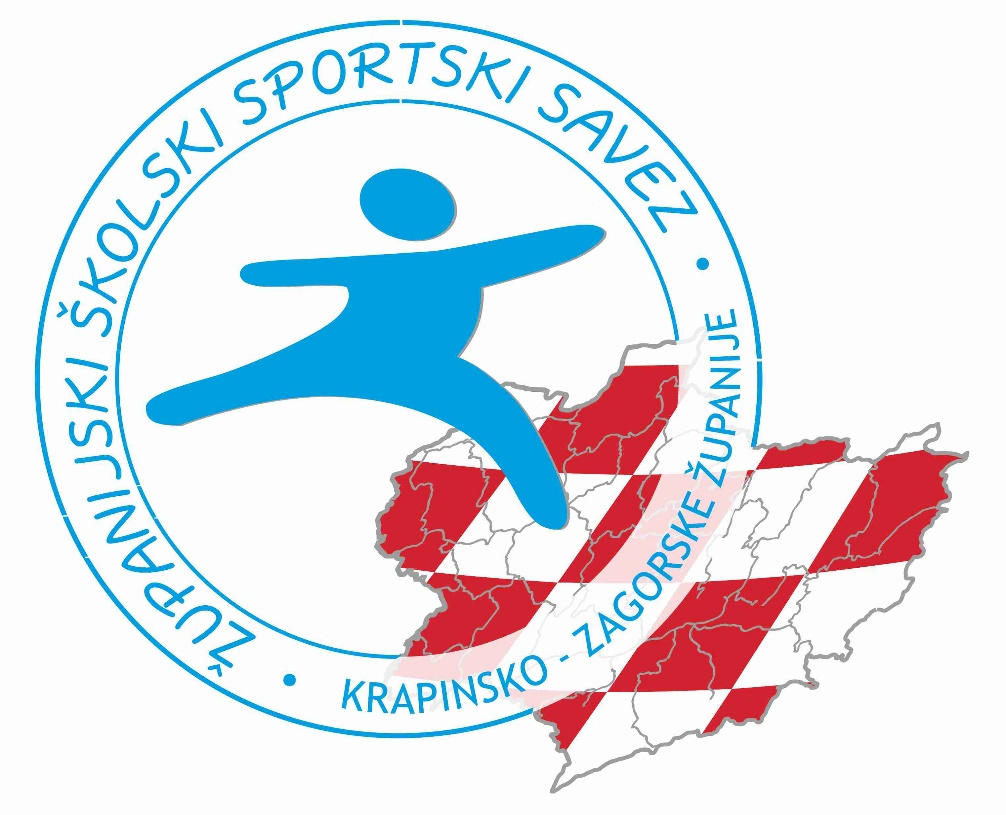 ŽUPANIJSKI ŠKOLSKI SPORTSKI SAVEZ
• KRAPINSKO - ZAGORSKE ŽUPANIJE •